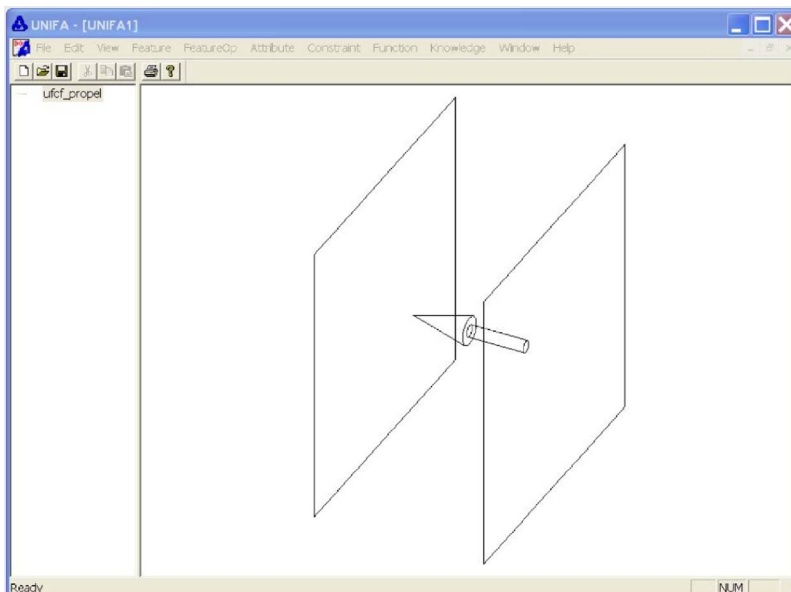 UNIFA - [UNIFA1]
File Edit View Feature FeatureOp Attribute Constraint Function Knowledge Window Help
ufcf_propel
Ready NUM